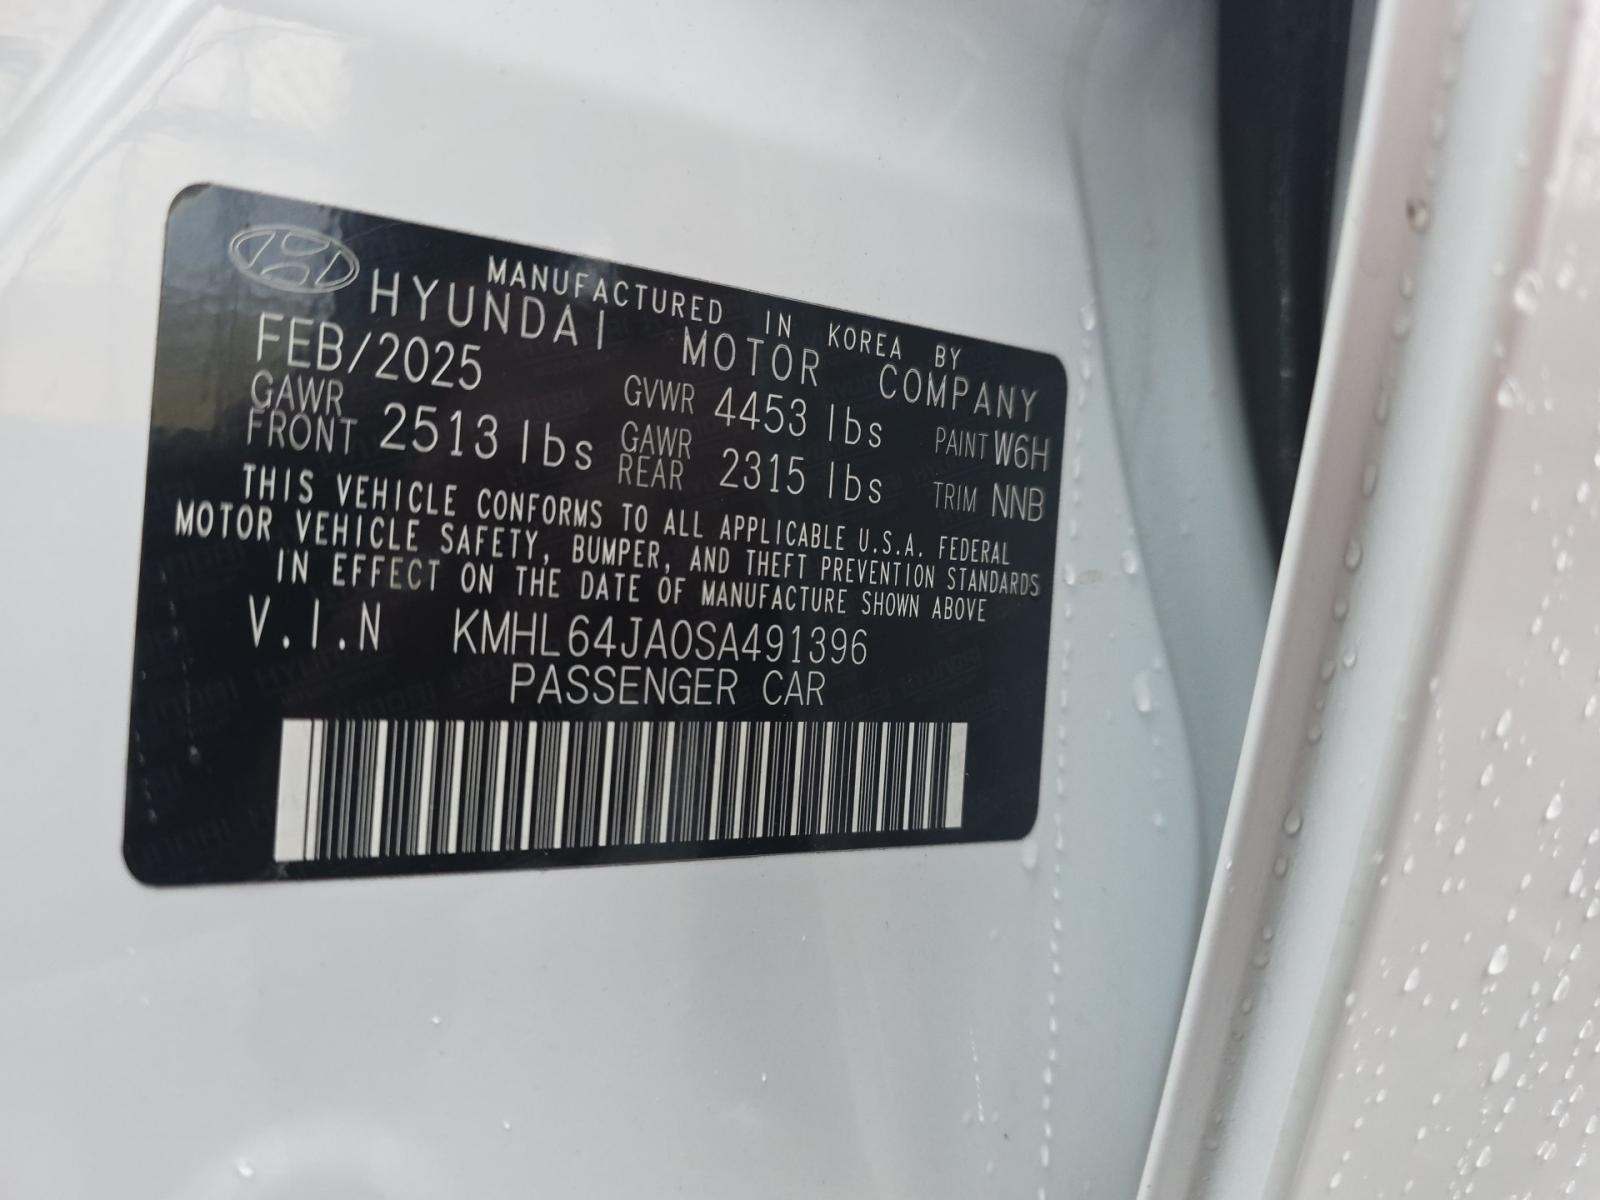 MANUFACTURED IN KOREA BY
HYUNDAI MOTOR COMPANY
FEB/2025 GVWR 4453 lbs PAINT W6H
GAWR FRONT 2513 lbs GAWR REAR 2315 lbs TRIM NNB
THIS VEHICLE CONFORMS TO ALL APPLICABLE U.S.A. FEDERAL
MOTOR VEHICLE SAFETY, BUMPER, AND THEFT PREVENTION STANDARDS
IN EFFECT ON THE DATE OF MANUFACTURE SHOWN ABOVE
V.I.N KMHL64JA0SA491396
PASSENGER CAR